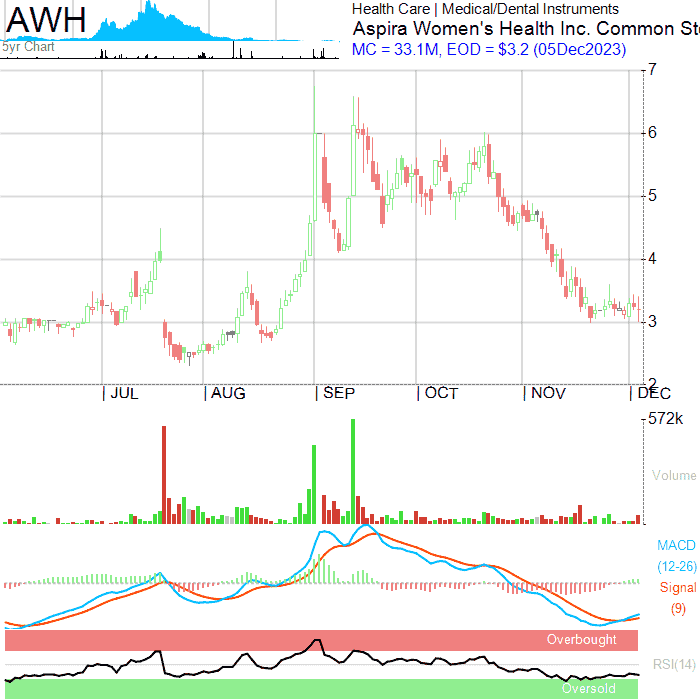 AWH
5yr Chart
Health Care | Medical/Dental Instruments
Aspira Women's Health Inc. Common Sto
MC = 33.1M, EOD = $3.2 (05Dec2023)
7
6
5
4
3
2
| JUL | AUG | SEP | OCT | NOV | DEC
572k
Volume
MACD
(12-26)
Signal
(9)
Overbought
RSI(14)
Oversold